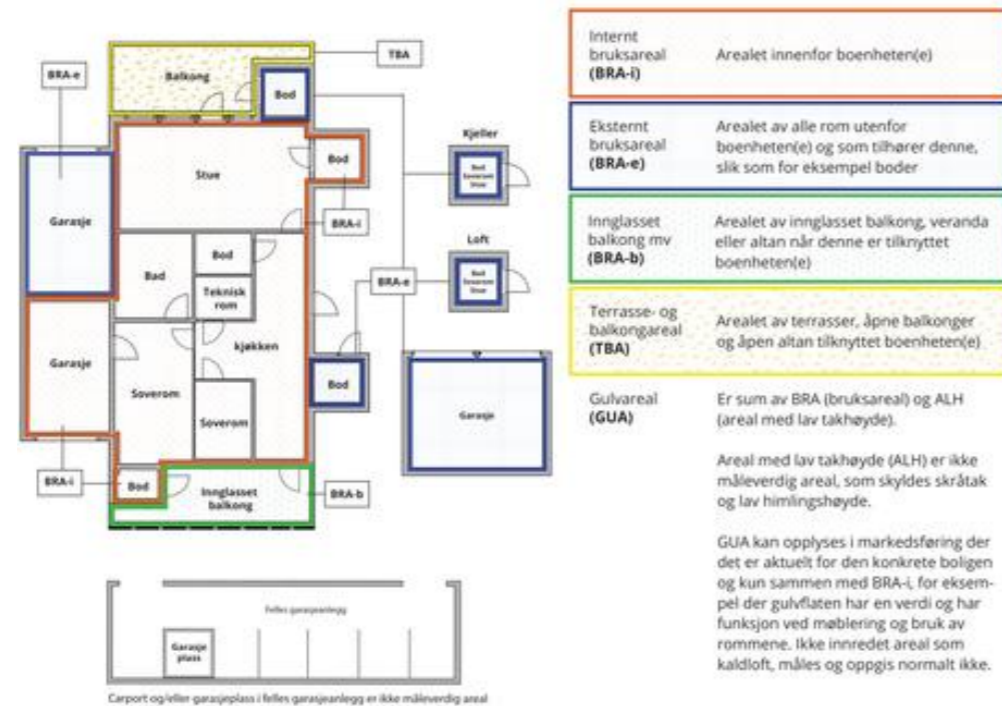 TBA
BRA-e
Balkong
Bod
Kjeller
Bod
Soverom
Stue
Stue
Bod
Garasje
BRA-i
Loft
Bod
Soverom
Stue
Bod
Bad
Teknisk
rom
BRA-e
kjøkken
Garasje
Bod
Soverom
Soverom
Garasje
BRA-i
Bod
Innglasset
balkong
BRA-b
Felles garasjeanlegg
Garasje
plass
Carport og/eller garasjeplass i felles garasjeanlegg er ikke måleverdig areal
Internt
bruksareal
(BRA-i)
Arealet innenfor boenheten(e)
Eksternt
bruksareal
(BRA-e)
Arealet av alle rom utenfor
boenheten(e) og som tilhører denne,
slik som for eksempel boder
Innglasset
balkong mv
(BRA-b)
Arealet av innglasset balkong, veranda
eller altan når denne er tilknyttet
boenheten(e)
Terrasse- og
balkongareal
(TBA)
Arealet av terrasser, åpne balkonger
og åpen altan tilknyttet boenheten(e)
Gulvareal
(GUA)
Er sum av BRA (bruksareal) og ALH
(areal med lav takhøyde).
Areal med lav takhøyde (ALH) er ikke
måleverdig areal, som skyldes skråtak
og lav himlingshøyde.
GUA kan opplyses i markedsføring der
det er aktuelt for den konkrete boligen
og kun sammen med BRA-i, for eksem-
pel der gulvflaten har en verdi og har
funksjon ved møblering og bruk av
rommene. Ikke innredet areal som
kaldloft, måles og oppgis normalt ikke.